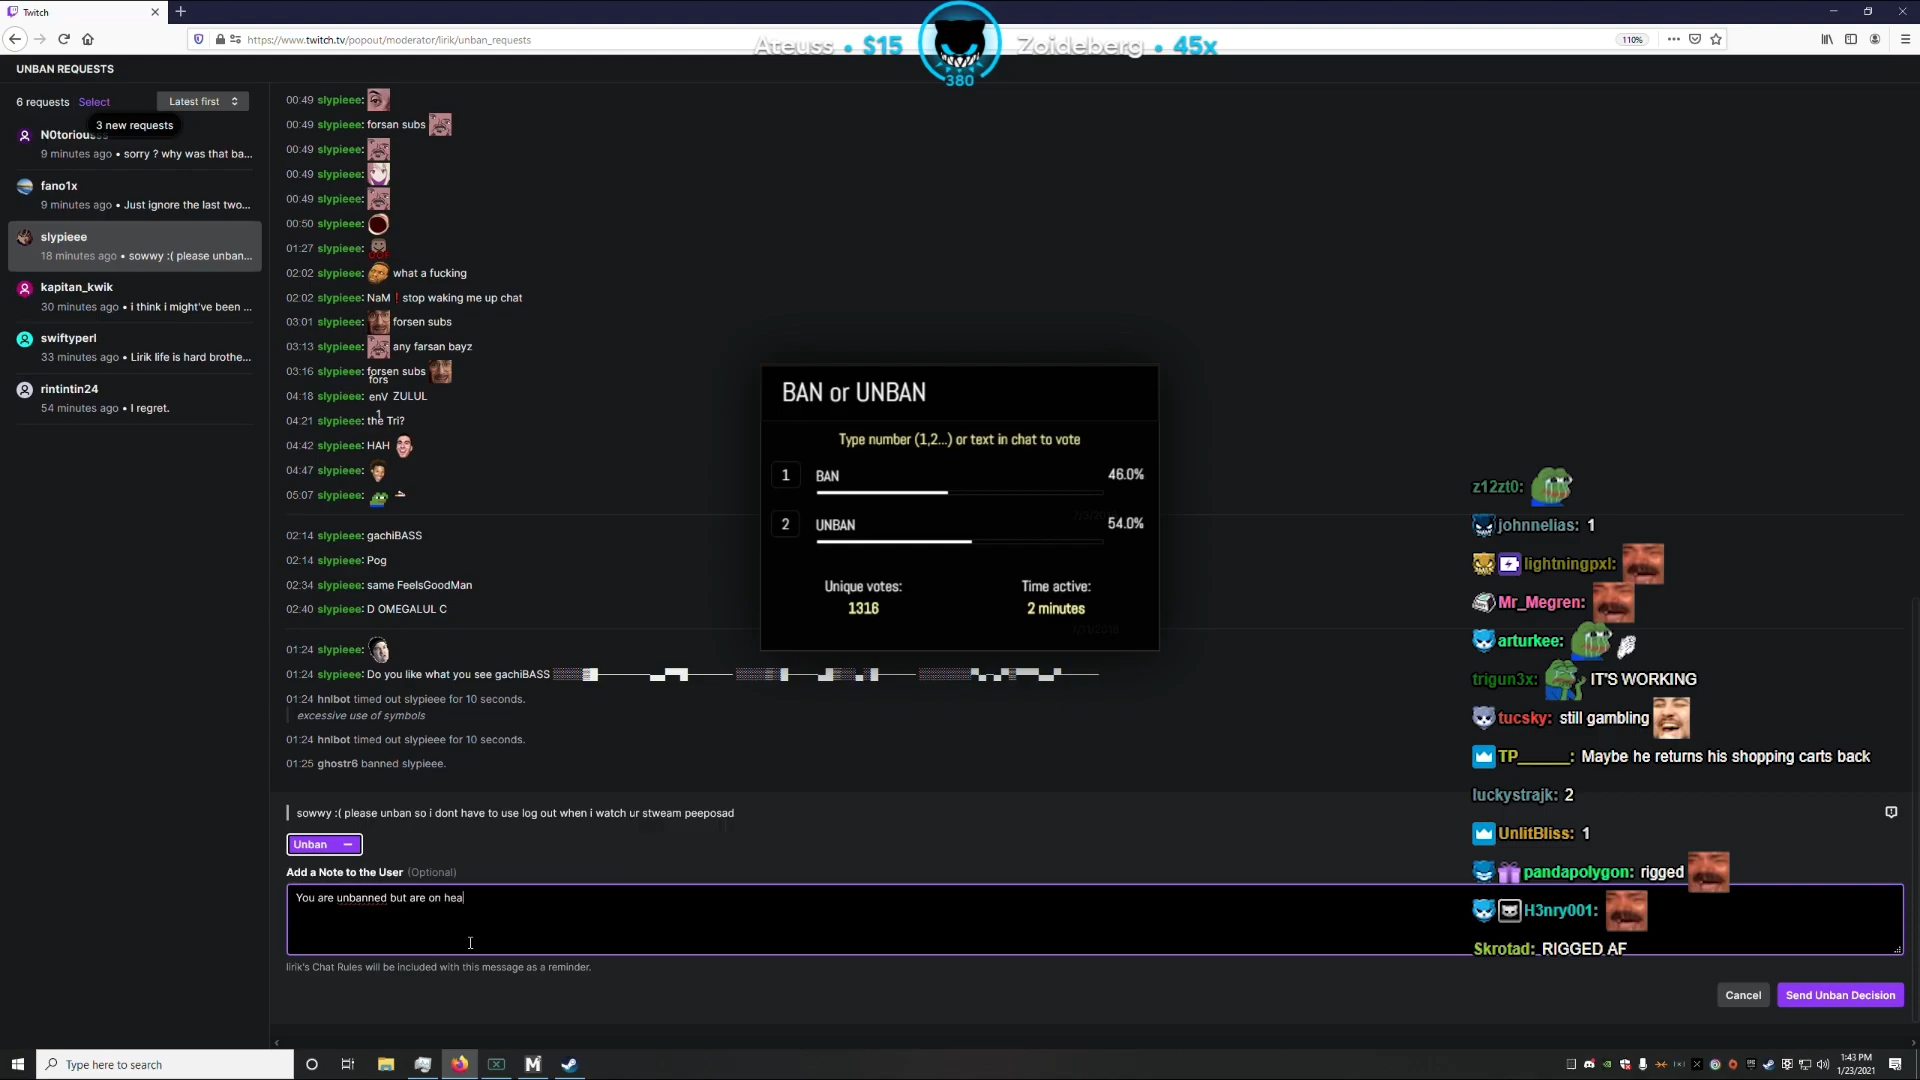 Twitch
https://www.twitch.tv/popout/moderator/lirik/unban_requests
110%
Ateuss • $15
380
Zoideberg • 45x
UNBAN REQUESTS
6 requests Select
Latest first
3 new requests
9 minutes ago • sorry ? why was that ba...
fano1x
9 minutes ago • Just ignore the last two...
slypieee
18 minutes ago • sowwy :( please unban...
kapitan_kwik
30 minutes ago • i think i might've been ...
swiftyperl
33 minutes ago • Lirik life is hard brothe...
rintintin24
54 minutes ago • I regret.
00:49 slypieee:
00:49 slypieee: forsan subs
00:49 slypieee:
00:49 slypieee:
00:49 slypieee:
00:50 slypieee:
01:27 slypieee:
02:02 slypieee: what a fucking
02:02 slypieee: NaM ❗ stop waking me up chat
03:01 slypieee: forsen subs
03:13 slypieee: any farsan bayz
03:16 slypieee: forsen subs
fors
04:18 slypieee: enV ZULUL
1
04:21 slypieee: the Tri?
04:42 slypieee: HAH
04:47 slypieee:
05:07 slypieee:
02:14 slypieee: gachiBASS
02:14 slypieee: Pog
02:34 slypieee: same FeelsGoodMan
02:40 slypieee: D OMEGALUL C
01:24 slypieee:
01:24 slypieee: Do you like what you see gachiBASS
01:24 hnlbot timed out slypieee for 10 seconds.
excessive use of symbols
01:24 hnlbot timed out slypieee for 10 seconds.
01:25 ghostr6 banned slypieee.
BAN or UNBAN
Type number (1,2...) or text in chat to vote
1 BAN 46.0%
2 UNBAN 54.0%
Unique votes: Time active:
1316 2 minutes
7/11/2018
z12zt0:
johnnelias: 1
lightningpxl:
Mr_Megren:
arturkee:
trigun3x: IT'S WORKING
tucsky: still gambling
TP______: Maybe he returns his shopping carts back
luckystrajk: 2
UnlitBliss: 1
pandapolygon: rigged
H3nry001:
Skrotad: RIGGED AF
sowwy :( please unban so i dont have to use log out when i watch ur stweam peeposad
Unban
Add a Note to the User (Optional)
You are unbanned but are on hea
lirik's Chat Rules will be included with this message as a reminder.
Cancel
Send Unban Decision
Type here to search
1:43 PM
1/23/2021